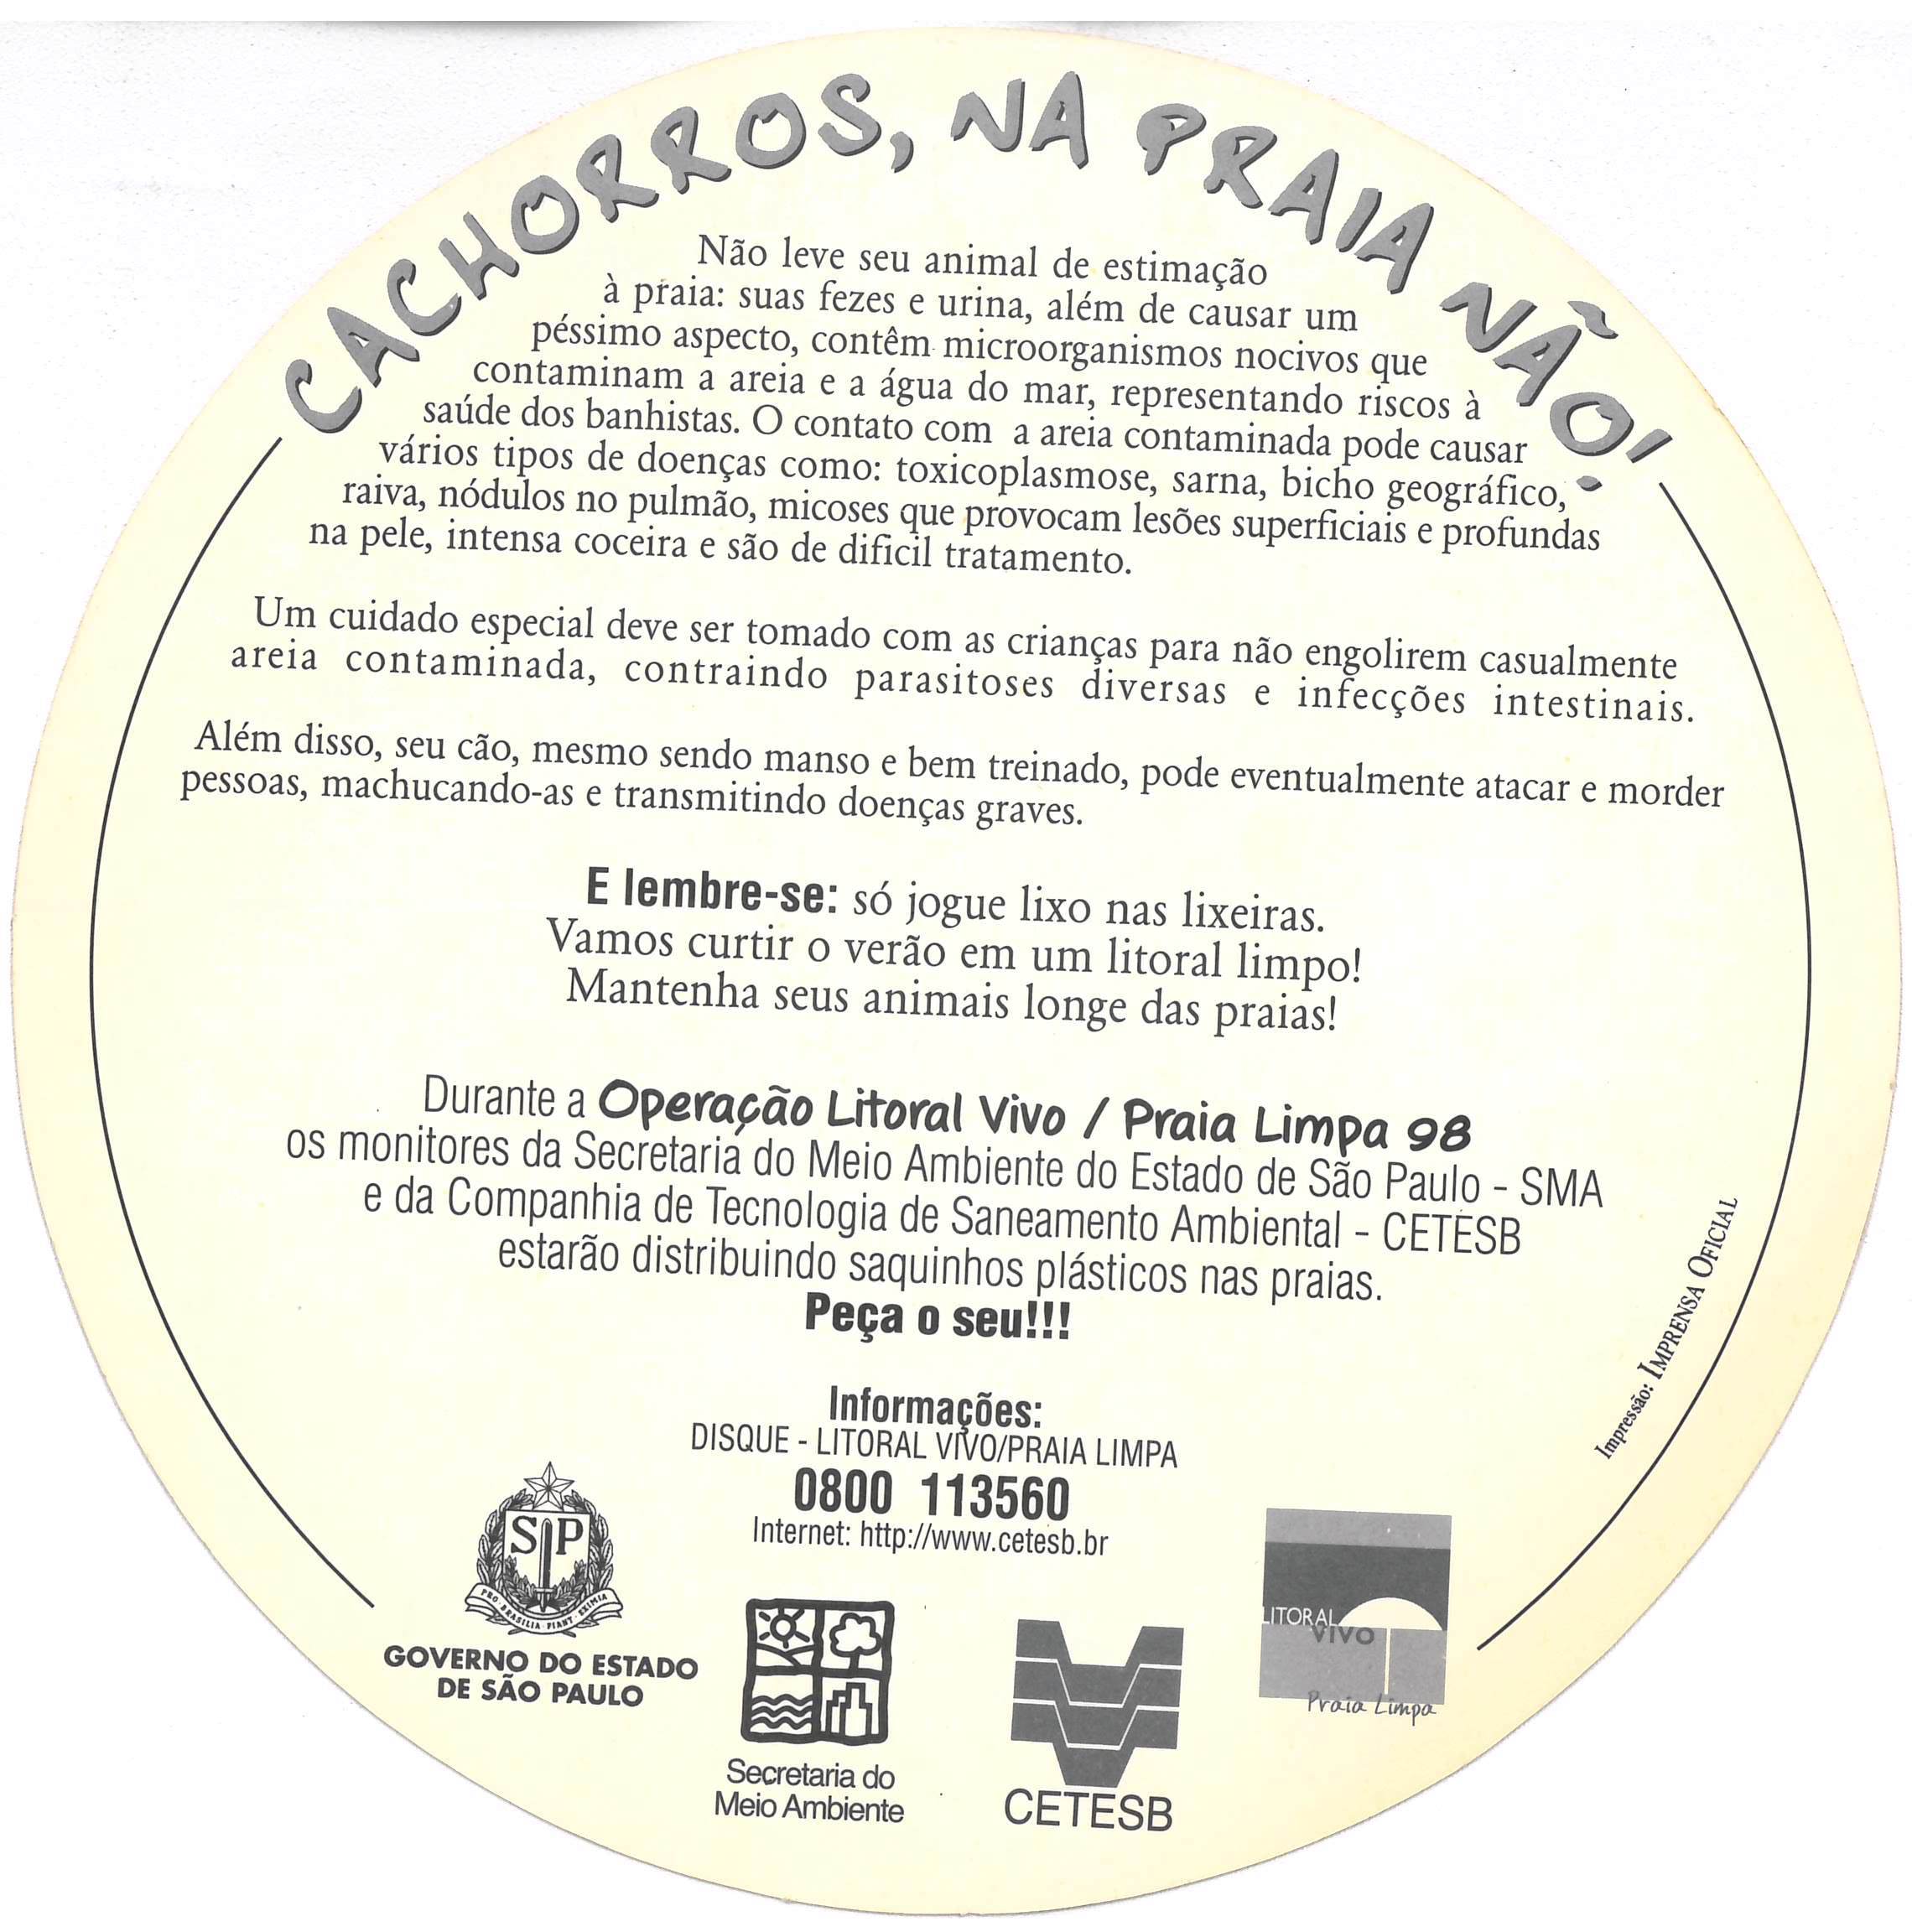 CACHORROS, NA PRAIA NÃO!
Não leve seu animal de estimação
à praia: suas fezes e urina, além de causar um
péssimo aspecto, contêm microorganismos nocivos que
contaminam a areia e a água do mar, representando riscos à
saúde dos banhistas. O contato com a areia contaminada pode causar
vários tipos de doenças como: toxicoplasmose, sarna, bicho geográfico,
raiva, nódulos no pulmão, micoses que provocam lesões superficiais e profundas
na pele, intensa coceira e são de dificil tratamento.
Um cuidado especial deve ser tomado com as crianças para não engolirem casualmente
areia contaminada, contraindo parasitoses diversas e infecções intestinais.
Além disso, seu cão, mesmo sendo manso e bem treinado, pode eventualmente atacar e morder
pessoas, machucando-as e transmitindo doenças graves.
E lembre-se: só jogue lixo nas lixeiras.
Vamos curtir o verão em um litoral limpo!
Mantenha seus animais longe das praias!
Durante a Operação Litoral Vivo / Praia Limpa 98
os monitores da Secretaria do Meio Ambiente do Estado de São Paulo - SMA
e da Companhia de Tecnologia de Saneamento Ambiental - CETESB
estarão distribuindo saquinhos plásticos nas praias.
Peça o seu!!!
Impressão: IMPRENSA OFICIAL
Informações:
DISQUE - LITORAL VIVO/PRAIA LIMPA
0800 113560
Internet: http://www.cetesb.br
SP
PRO·BRASILIA·FIANT·EXIMIA
GOVERNO DO ESTADO
DE SÃO PAULO
Secretaria do
Meio Ambiente
CETESB
LITORAL
VIVO
Praia Limpa